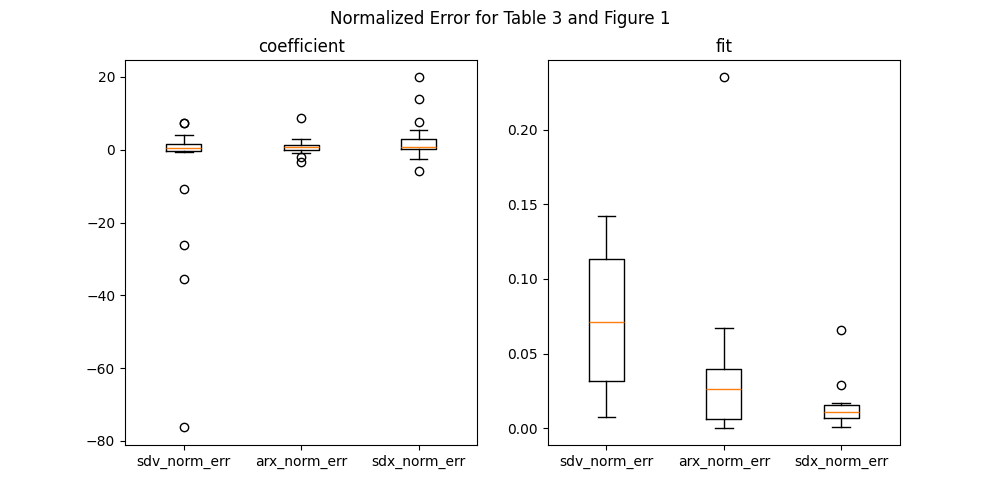 Normalized Error for Table 3 and Figure 1
coefficient
20
0
−20
−40
−60
−80
sdv_norm_err arx_norm_err sdx_norm_err
fit
0.20
0.15
0.10
0.05
0.00
sdv_norm_err arx_norm_err sdx_norm_err